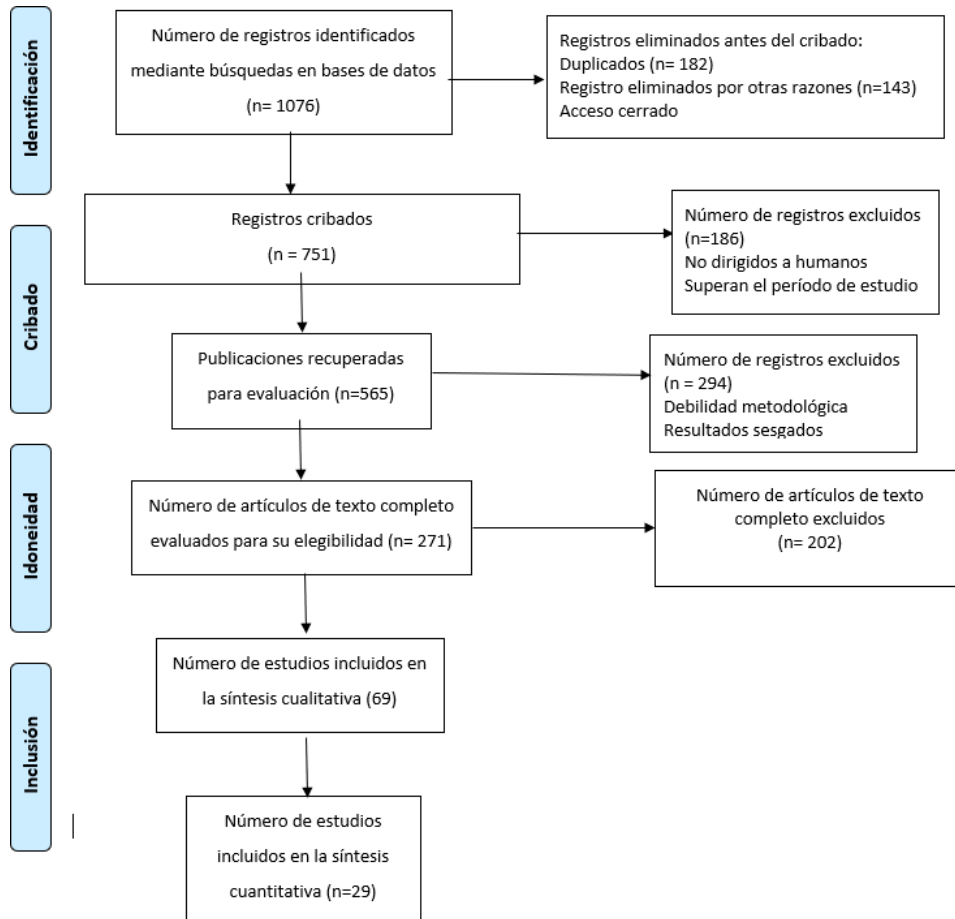 Identificación
Número de registros identificados
mediante búsquedas en bases de datos
(n= 1076)
Registros eliminados antes del cribado:
Duplicados (n= 182)
Registro eliminados por otras razones (n=143)
Acceso cerrado
Cribado
Registros cribados
(n = 751)
Número de registros excluidos
(n=186)
No dirigidos a humanos
Superan el período de estudio
Publicaciones recuperadas
para evaluación (n=565)
Número de registros excluidos
(n = 294)
Debilidad metodológica
Resultados sesgados
Idoneidad
Número de artículos de texto completo
evaluados para su elegibilidad (n= 271)
Número de artículos de texto
completo excluidos
(n= 202)
Inclusión
Número de estudios incluidos en
la síntesis cualitativa (69)
Número de estudios
incluidos en la síntesis
cuantitativa (n=29)